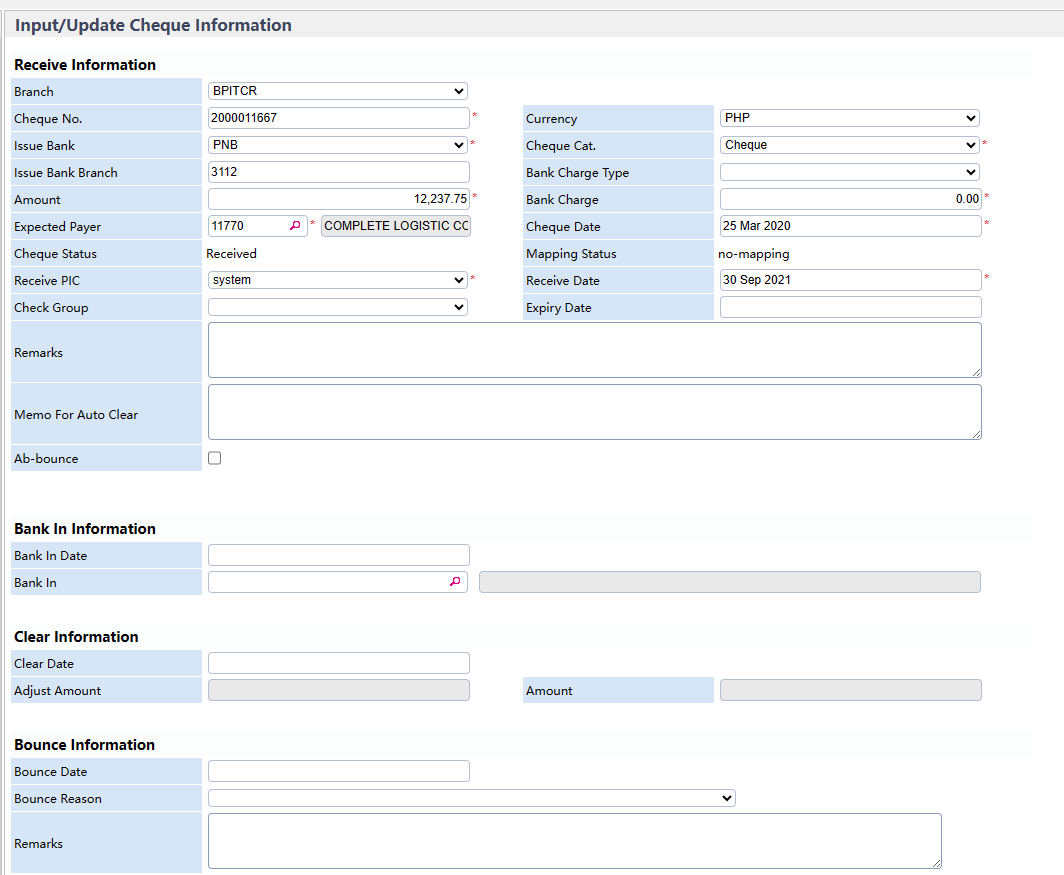 Input/Update Cheque Information
Receive Information
Branch BPITCR
Cheque No. 2000011667 * Currency PHP
Issue Bank PNB * Cheque Cat. Cheque *
Issue Bank Branch 3112 Bank Charge Type
Amount 12,237.75 * Bank Charge 0.00 *
Expected Payer 11770 * COMPLETE LOGISTIC CC Cheque Date 25 Mar 2020 *
Cheque Status Received Mapping Status no-mapping
Receive PIC system * Receive Date 30 Sep 2021 *
Check Group Expiry Date
Remarks
Memo For Auto Clear
Ab-bounce
Bank In Information
Bank In Date
Bank In
Clear Information
Clear Date
Adjust Amount Amount
Bounce Information
Bounce Date
Bounce Reason
Remarks